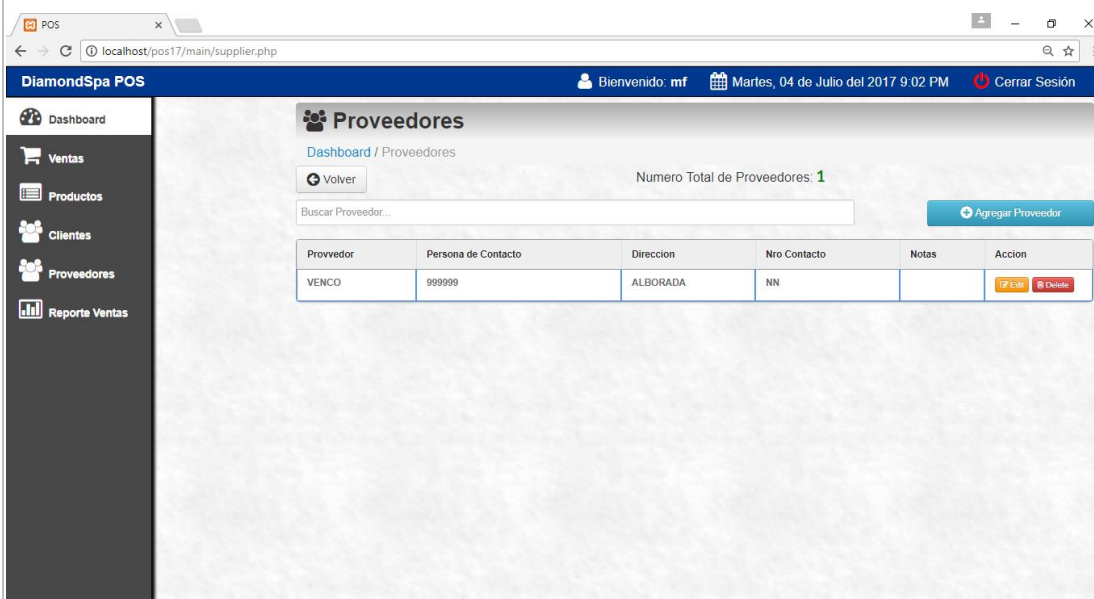 POS
localhost/pos17/main/supplier.php
DiamondSpa POS
Bienvenido: mf
Martes, 04 de Julio del 2017 9:02 PM
Cerrar Sesión
Dashboard
Ventas
Productos
Clientes
Proveedores
Reporte Ventas
Proveedores
Dashboard / Proveedores
Volver
Numero Total de Proveedores: 1
Buscar Proveedor...
Agregar Proveedor
Provvedor Persona de Contacto Direccion Nro Contacto Notas Accion
VENCO 999999 ALBORADA NN Edit Delete